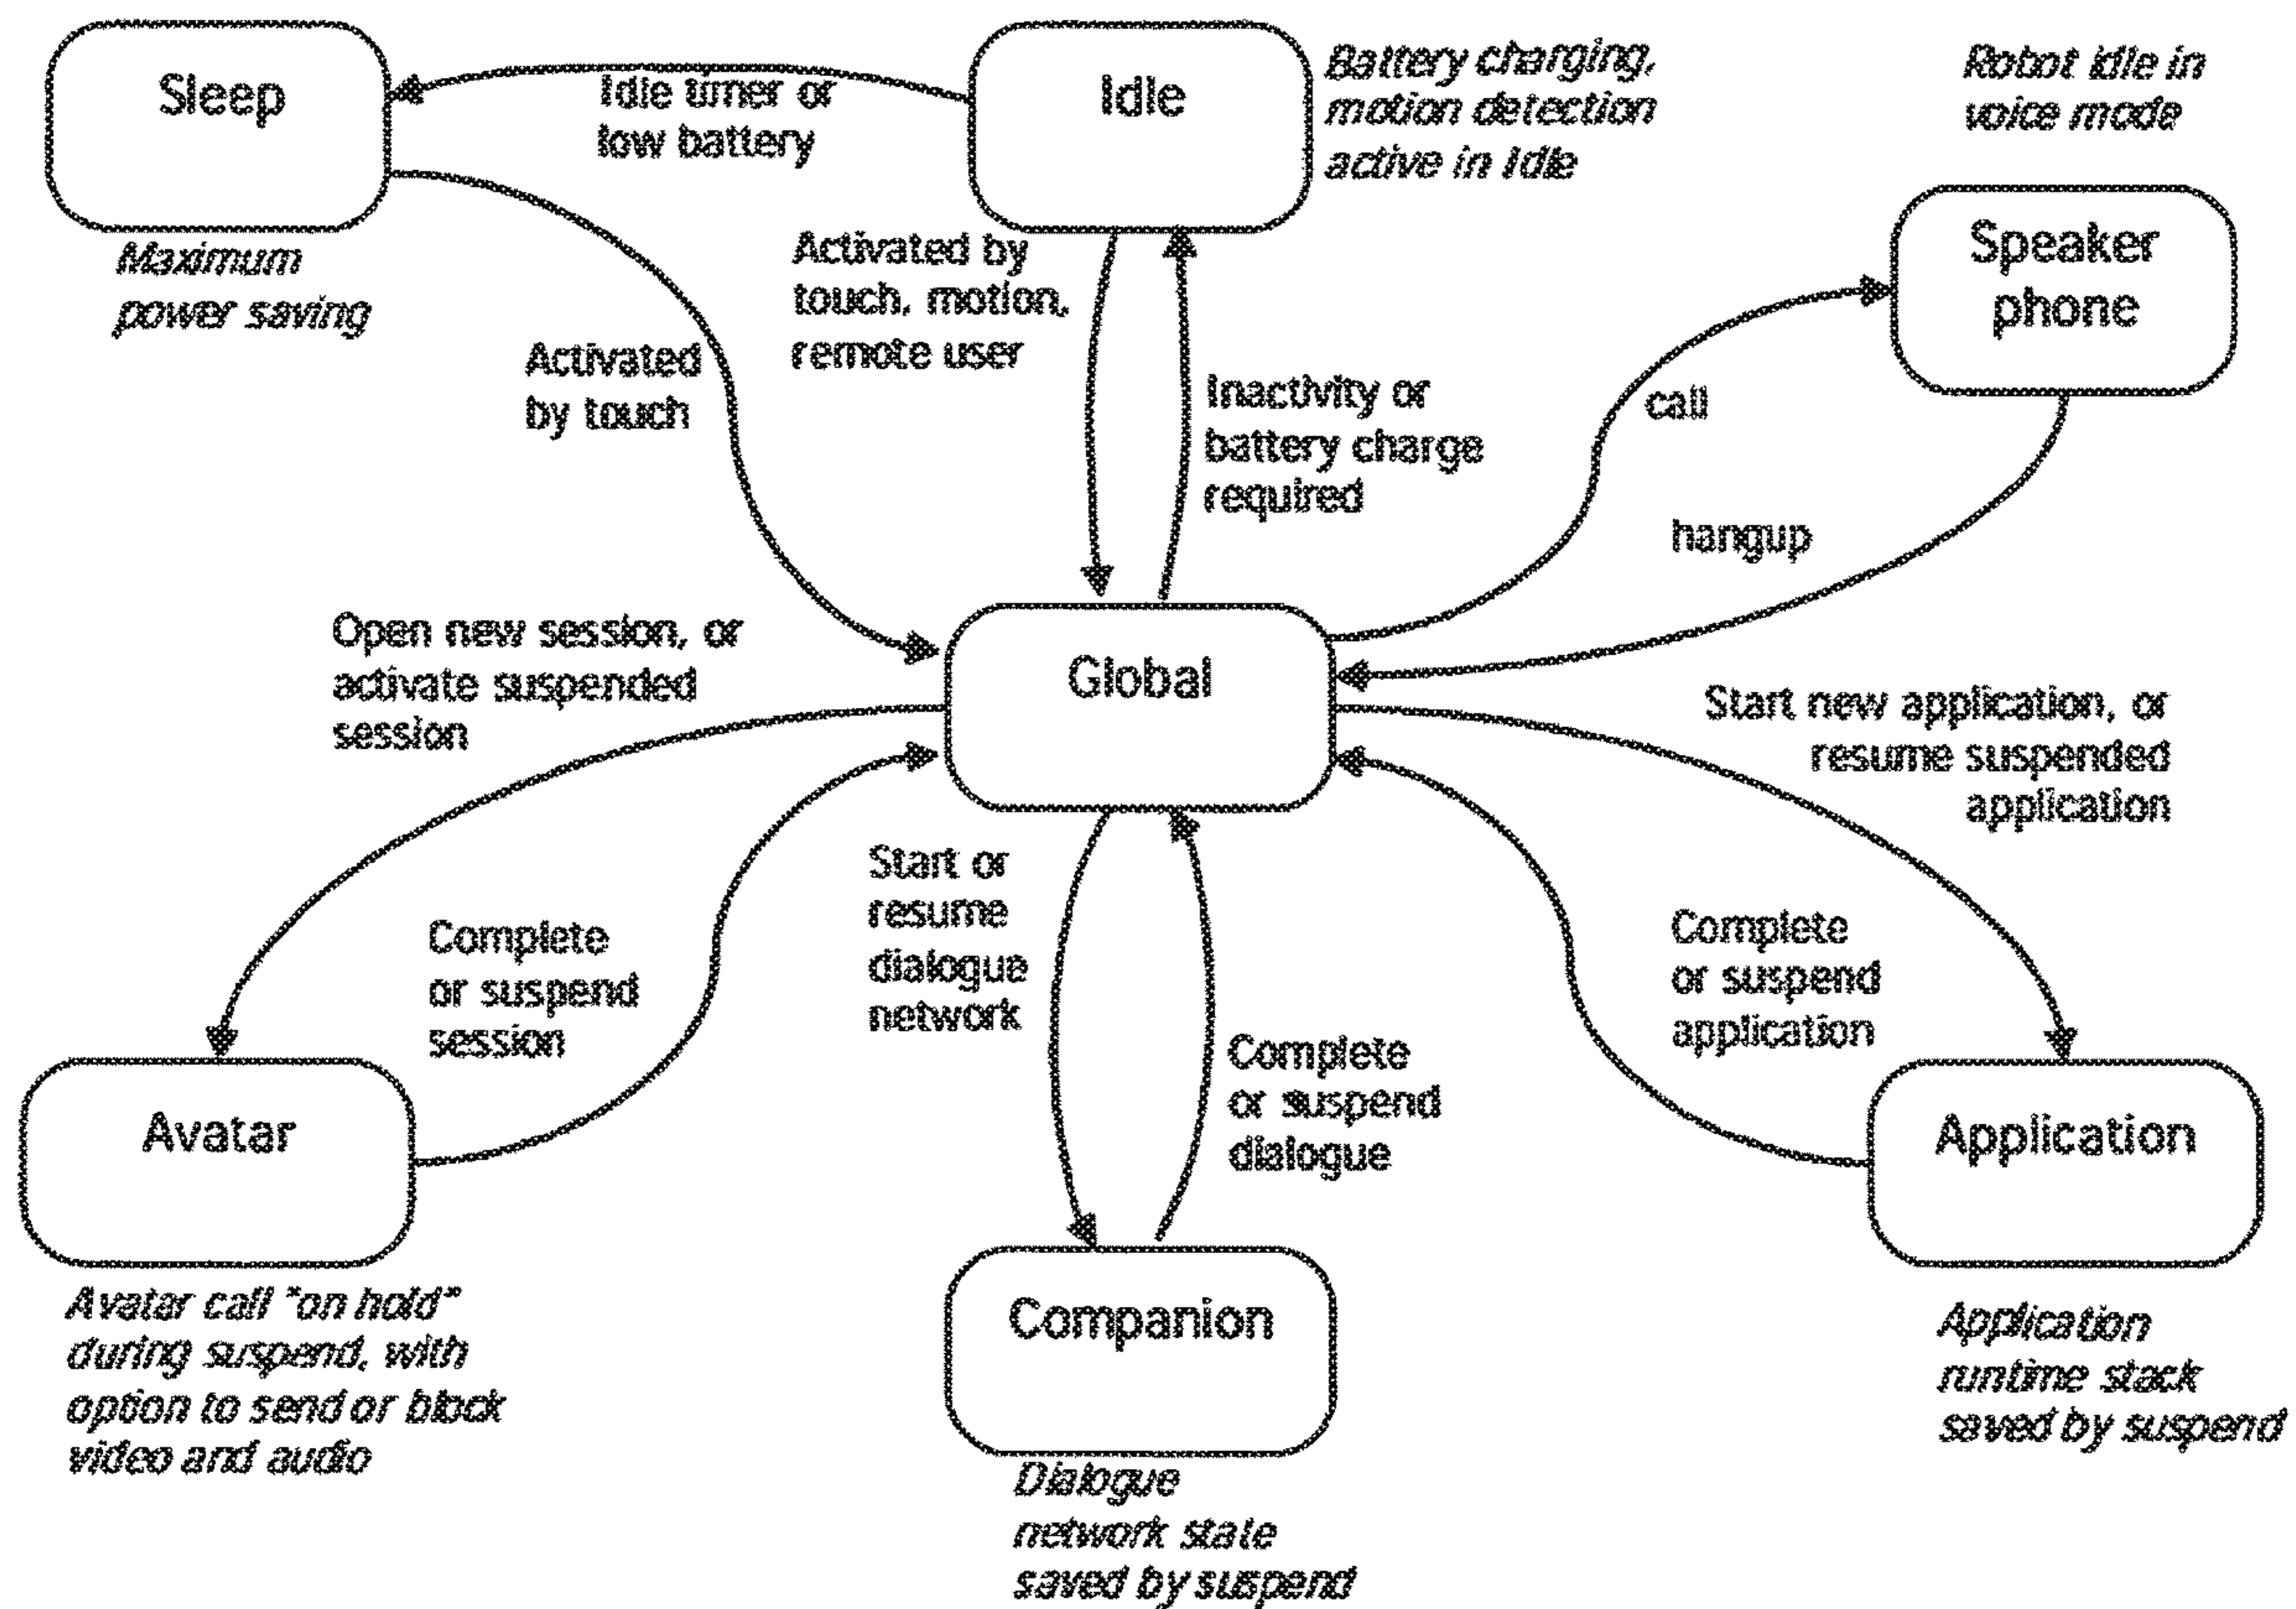 Sleep
Idle timer or
low battery
Idle
Battery charging,
motion detection
active in Idle
Robot idle in
voice mode
Maximum
power saving
Activated
by touch
Activated by
touch, motion,
remote user
Inactivity or
battery charge
required
Speaker
phone
call
hangup
Open new session, or
activate suspended
session
Global
Start new application, or
resume suspended
application
Complete
or suspend
session
Start or
resume
dialogue
network
Complete
or suspend
dialogue
Complete
or suspend
application
Avatar
Avatar call "on hold"
during suspend, with
option to send or block
video and audio
Companion
Dialogue
network state
saved by suspend
Application
Application
runtime stack
saved by suspend